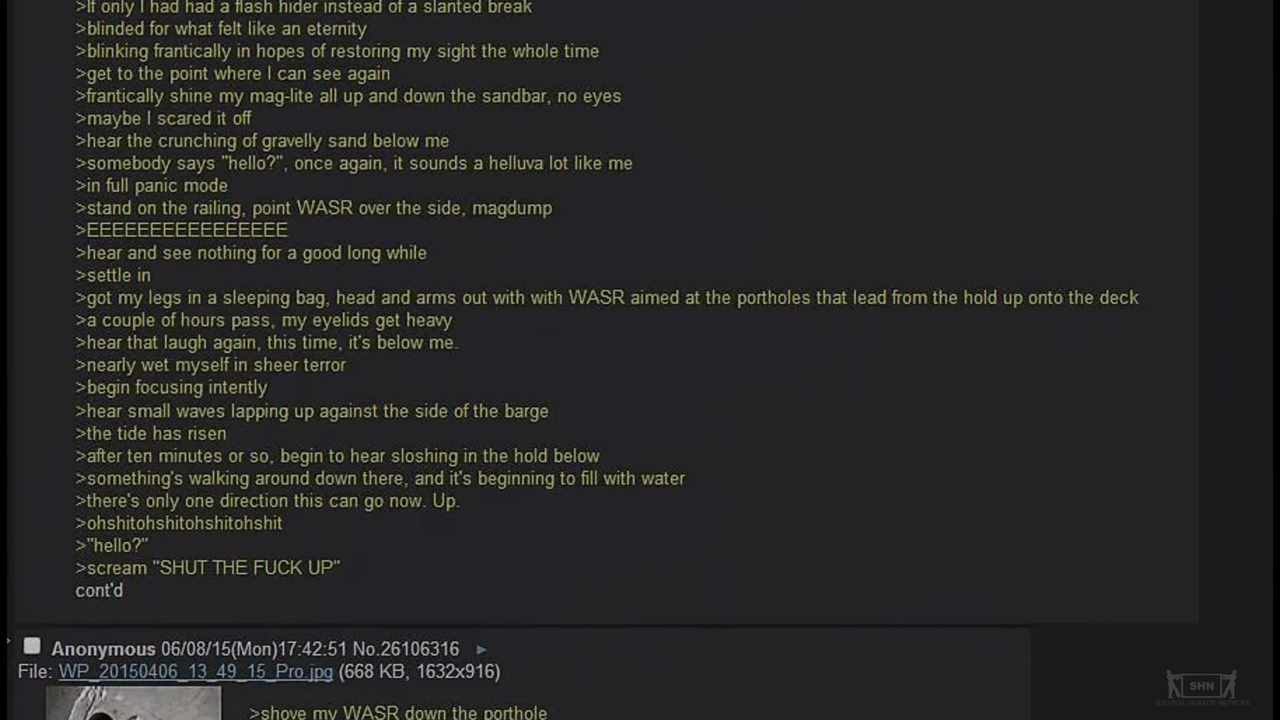 >If only I had had a flash hider instead of a slanted break
>blinded for what felt like an eternity
>blinking frantically in hopes of restoring my sight the whole time
>get to the point where I can see again
>frantically shine my mag-lite all up and down the sandbar, no eyes
>maybe I scared it off
>hear the crunching of gravelly sand below me
>somebody says "hello?", once again, it sounds a helluva lot like me
>in full panic mode
>stand on the railing, point WASR over the side, magdump
>EEEEEEEEEEEEEEEE
>hear and see nothing for a good long while
>settle in
>got my legs in a sleeping bag, head and arms out with with WASR aimed at the portholes that lead from the hold up onto the deck
>a couple of hours pass, my eyelids get heavy
>hear that laugh again, this time, it's below me.
>nearly wet myself in sheer terror
>begin focusing intently
>hear small waves lapping up against the side of the barge
>the tide has risen
>after ten minutes or so, begin to hear sloshing in the hold below
>something's walking around down there, and it's beginning to fill with water
>there's only one direction this can go now. Up.
>ohshitohshitohshitohshit
>"hello?"
>scream "SHUT THE FUCK UP"
cont'd
Anonymous 06/08/15(Mon)17:42:51 No.26106316 ►
File: WP_20150406_13_49_15_Pro.jpg (668 KB, 1632x916)
>shove my WASR down the porthole
SHN
SURVIVAL HORROR NETWORK